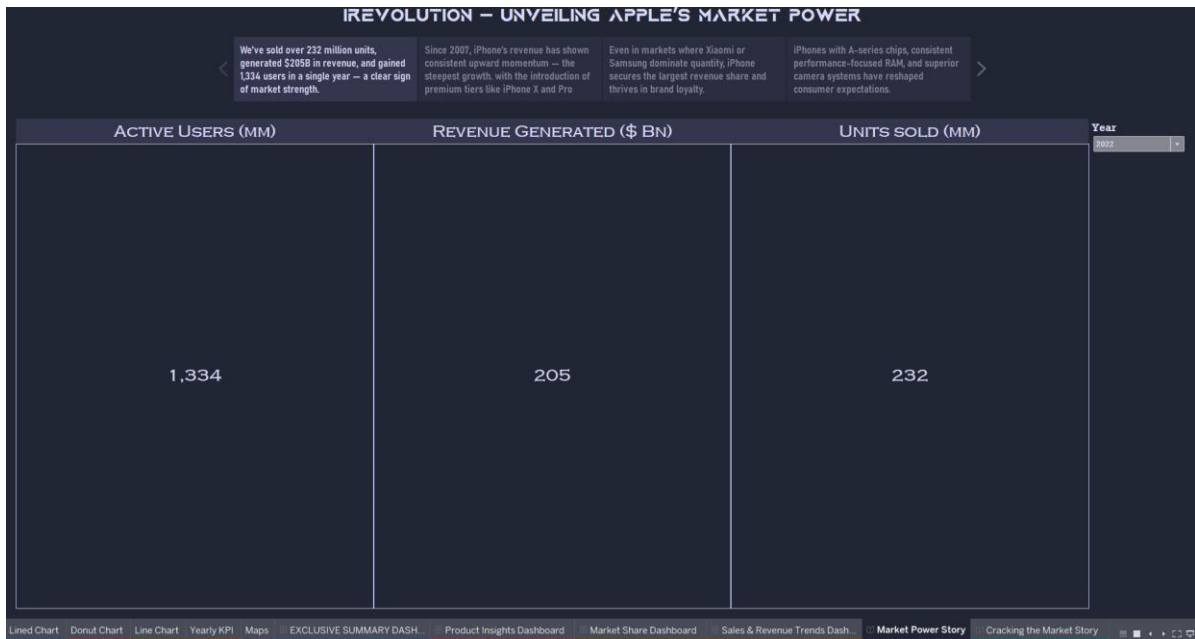 IREVOLUTION – UNVEILING APPLE'S MARKET POWER
We've sold over 232 million units,
generated $205B in revenue, and gained
1,334 users in a single year — a clear sign
of market strength.
Since 2007, iPhone's revenue has shown
consistent upward momentum — the
steepest growth. with the introduction of
premium tiers like iPhone X and Pro
Even in markets where Xiaomi or
Samsung dominate quantity, iPhone
secures the largest revenue share and
thrives in brand loyalty.
iPhones with A-series chips, consistent
performance-focused RAM, and superior
camera systems have reshaped
consumer expectations.
ACTIVE USERS (MM)
REVENUE GENERATED ($ BN)
UNITS SOLD (MM)
Year
2022
1,334
205
232
Lined Chart
Donut Chart
Line Chart
Yearly KPI
Maps
EXCLUSIVE SUMMARY DASH...
Product Insights Dashboard
Market Share Dashboard
Sales & Revenue Trends Dash...
Market Power Story
Cracking the Market Story